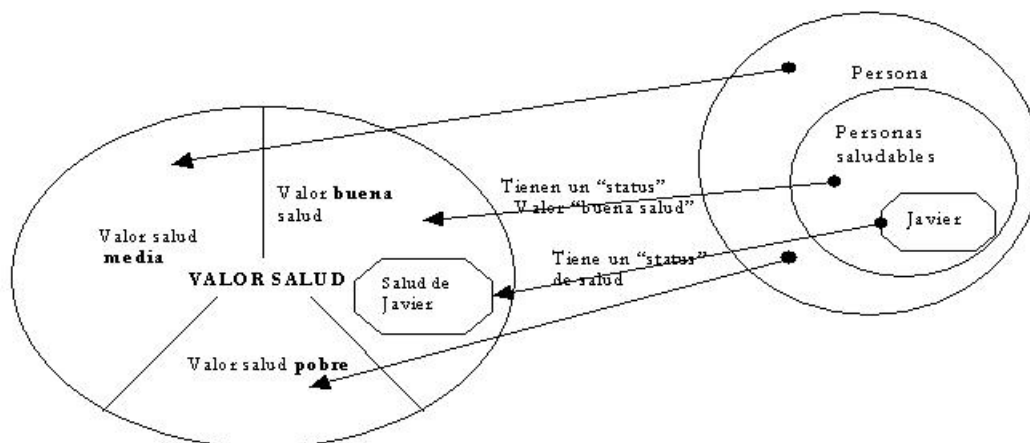 Persona
Personas
saludables
Tienen un “status”
Valor “buena salud”
Valor buena
salud
Javier
Valor salud
media
Tiene un “status”
de salud
VALOR SALUD
Salud de
Javier
Valor salud pobre